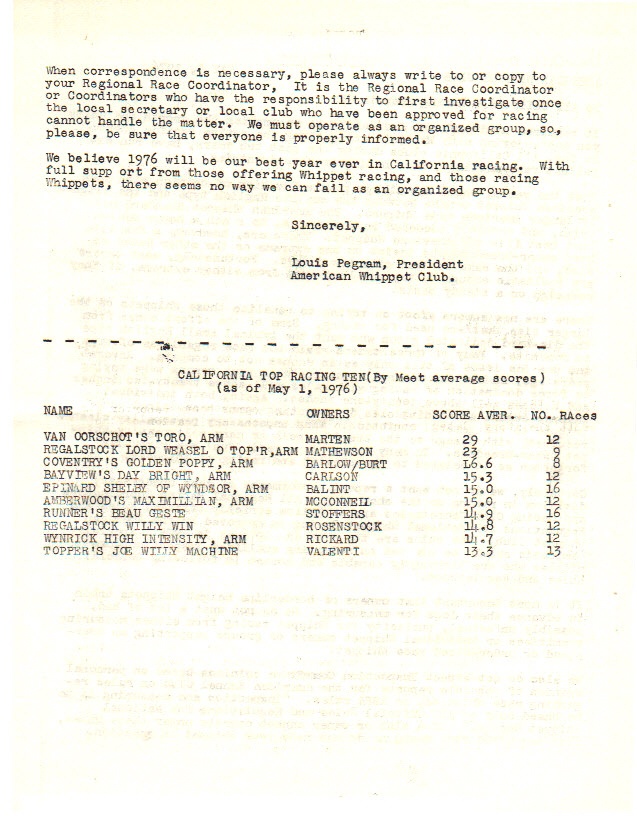 When correspondence is necessary, please always write to or copy to
your Regional Race Coordinator, It is the Regional Race Coordinator
or Coordinators who have the responsibility to first investigate once
the local secretary or local club who have been approved for racing
cannot handle the matter. We must operate as an organized group, so,
please, be sure that everyone is properly informed.
We believe 1976 will be our best year ever in California racing. With
full supp ort from those offering Whippet racing, and those racing
Whippets, there seems no way we can fail as an organized group.
Sincerely,
Louis Pegram, President
American Whippet Club.
CALIFORNIA TOP RACING TEN(By Meet average scores)
(as of May 1, 1976)
NAME OWNERS SCORE AVER. NO. RAces
VAN OORSCHOT'S TORO, ARM MARTEN 29 12
REGALSTOCK LORD WEASEL O TOP'R,ARM MATHEWSON 23 9
COVENTRY'S GOLDEN POPPY, ARM BARLOW/BURT L6.6 8
BAYVIEW'S DAY BRIGHT, ARM CARLSON 15.3 12
EPINARD SHELBY OF WYNDSOR, ARM BALINT 15.0 16
AMBERWOOD'S MAXIMILLIAN, ARM MCCONNEIL 15.0 12
RUNNER'S BEAU GESTE STOFFERS 14.9 16
REGALSTOCK WILLY WIN ROSENSTOCK 14.8 12
WYNRICK HIGH INTENSITY, ARM RICKARD 14.7 12
TOPPER'S JOE WILLY MACHINE VALENTI 13.3 13